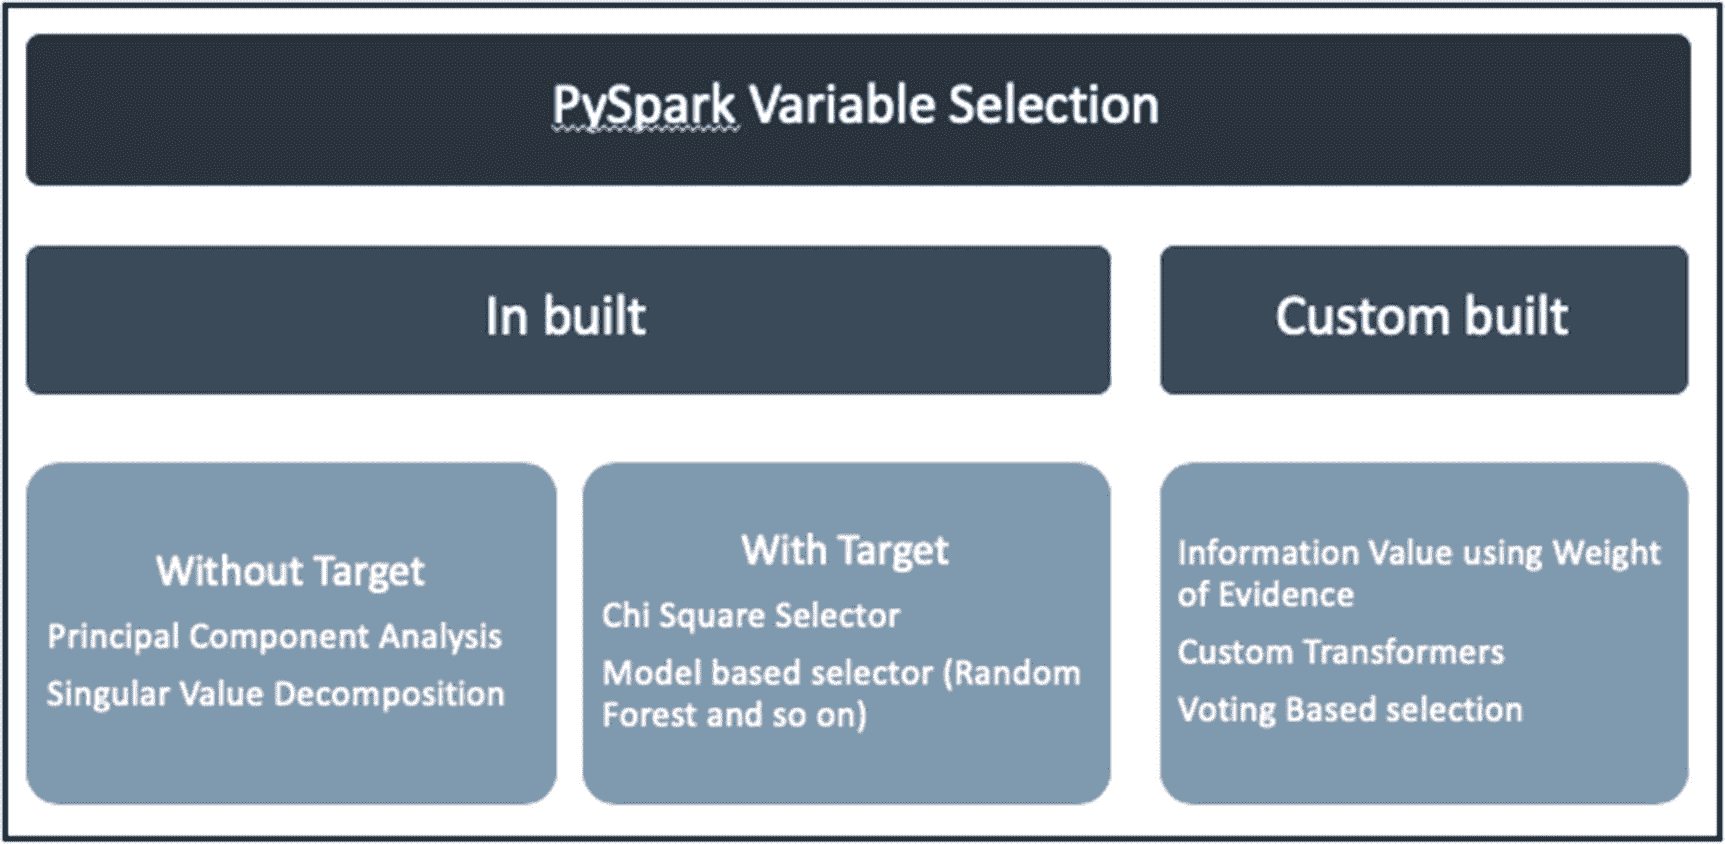 PySpark Variable Selection
In built
Custom built
Without Target
Principal Component Analysis
Singular Value Decomposition
With Target
Chi Square Selector
Model based selector (Random
Forest and so on)
Information Value using Weight
of Evidence
Custom Transformers
Voting Based selection